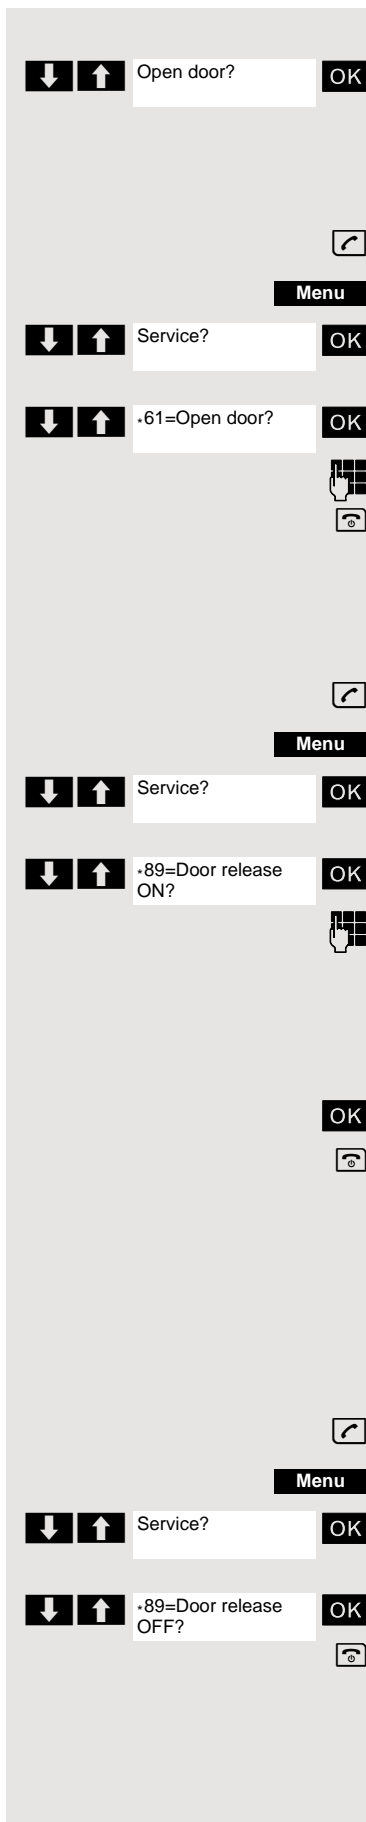 Open door? OK
Menu
Service? OK
*61=Open door? OK
Menu
Service? OK
*89=Door release OK
ON?
OK
Menu
Service? OK
*89=Door release OK
OFF?